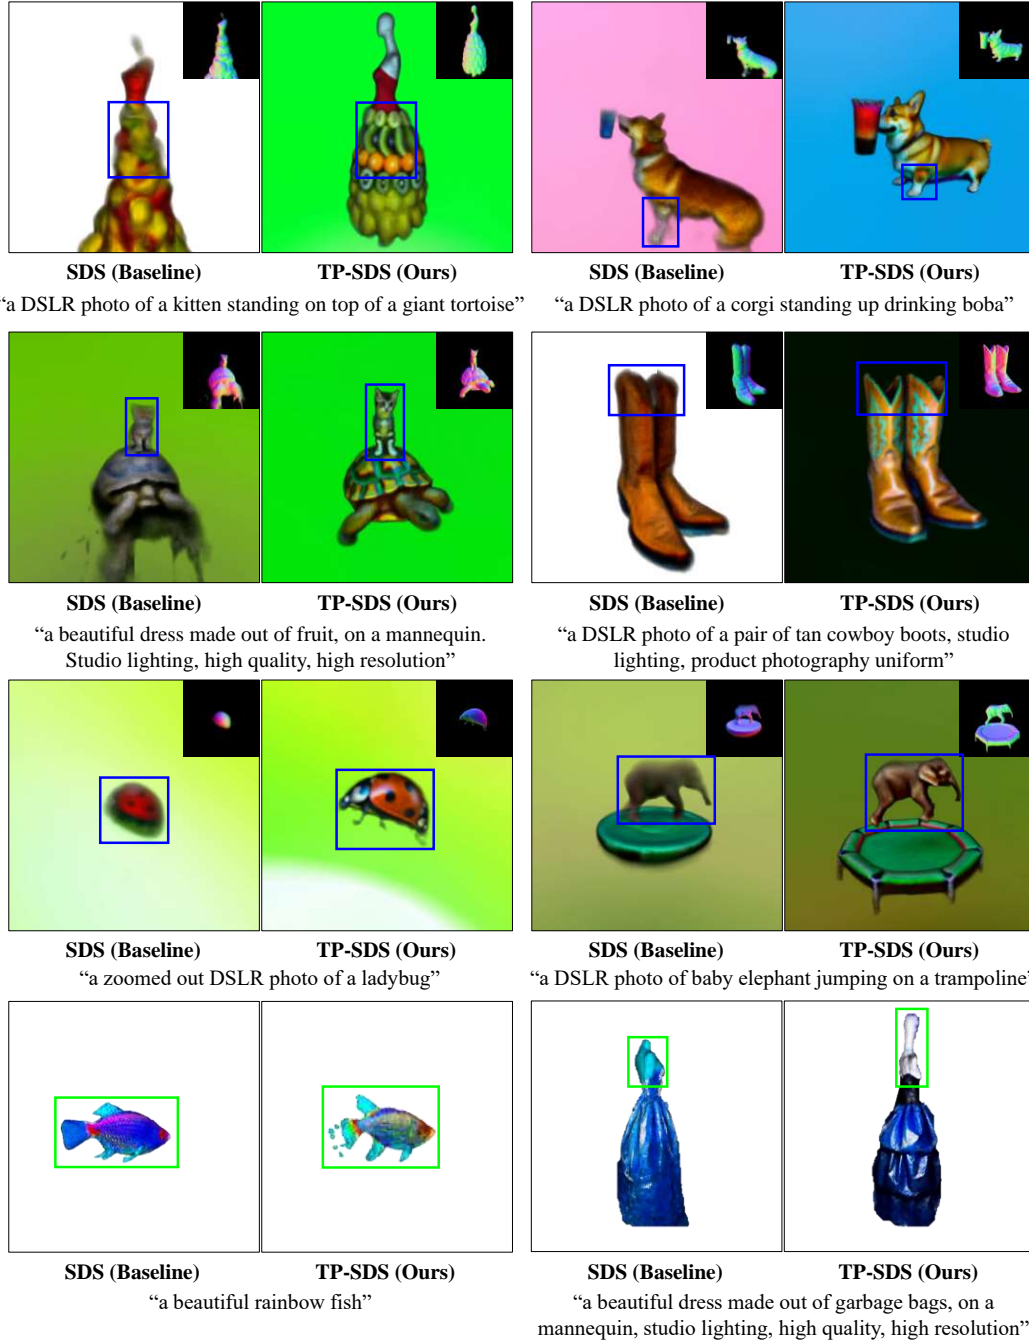 SDS (Baseline) TP-SDS (Ours) SDS (Baseline) TP-SDS (Ours)
“a DSLR photo of a kitten standing on top of a giant tortoise” “a DSLR photo of a corgi standing up drinking boba”
SDS (Baseline) TP-SDS (Ours) SDS (Baseline) TP-SDS (Ours)
“a beautiful dress made out of fruit, on a mannequin.
Studio lighting, high quality, high resolution”
“a DSLR photo of a pair of tan cowboy boots, studio
lighting, product photography uniform”
SDS (Baseline) TP-SDS (Ours) SDS (Baseline) TP-SDS (Ours)
“a zoomed out DSLR photo of a ladybug” “a DSLR photo of baby elephant jumping on a trampoline”
SDS (Baseline) TP-SDS (Ours) SDS (Baseline) TP-SDS (Ours)
“a beautiful rainbow fish”
“a beautiful dress made out of garbage bags, on a
mannequin, studio lighting, high quality, high resolution”